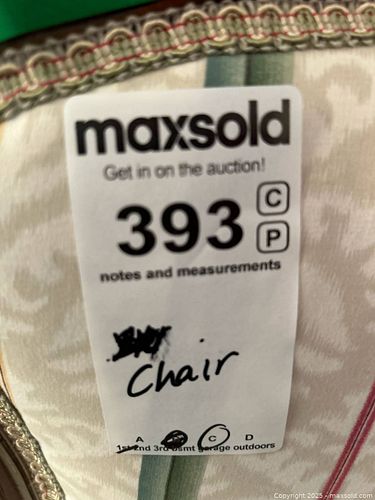 maxsold
Get in on the auction!
393 C
P
notes and measurements
Chair
A C D
1st 2nd 3rd bsmt garage outdoors
Copyright 2025 - maxsold.com